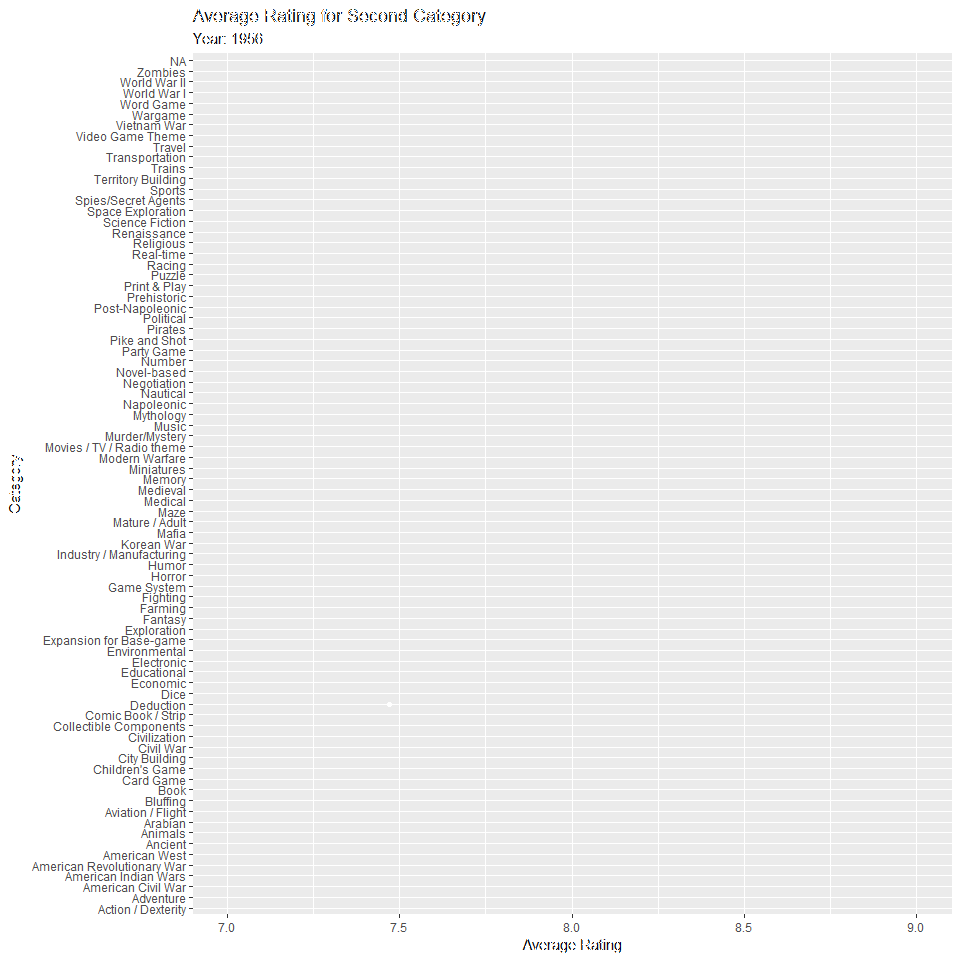 Average Rating for Second Category
Year: 1956
NA
Zombies
World War II
World War I
Word Game
Wargame
Vietnam War
Video Game Theme
Travel
Transportation
Trains
Territory Building
Sports
Spies/Secret Agents
Space Exploration
Science Fiction
Renaissance
Religious
Real-time
Racing
Puzzle
Print & Play
Prehistoric
Post-Napoleonic
Political
Pirates
Pike and Shot
Party Game
Number
Novel-based
Negotiation
Nautical
Napoleonic
Mythology
Music
Murder/Mystery
Movies / TV / Radio theme
Modern Warfare
Miniatures
Memory
Medieval
Medical
Maze
Mature / Adult
Mafia
Korean War
Industry / Manufacturing
Humor
Horror
Game System
Fighting
Farming
Fantasy
Exploration
Expansion for Base-game
Environmental
Electronic
Educational
Economic
Dice
Deduction
Comic Book / Strip
Collectible Components
Civilization
Civil War
City Building
Children's Game
Card Game
Book
Bluffing
Aviation / Flight
Arabian
Animals
Ancient
American West
American Revolutionary War
American Indian Wars
American Civil War
Adventure
Action / Dexterity
Category
7.0 7.5 8.0 8.5 9.0
Average Rating